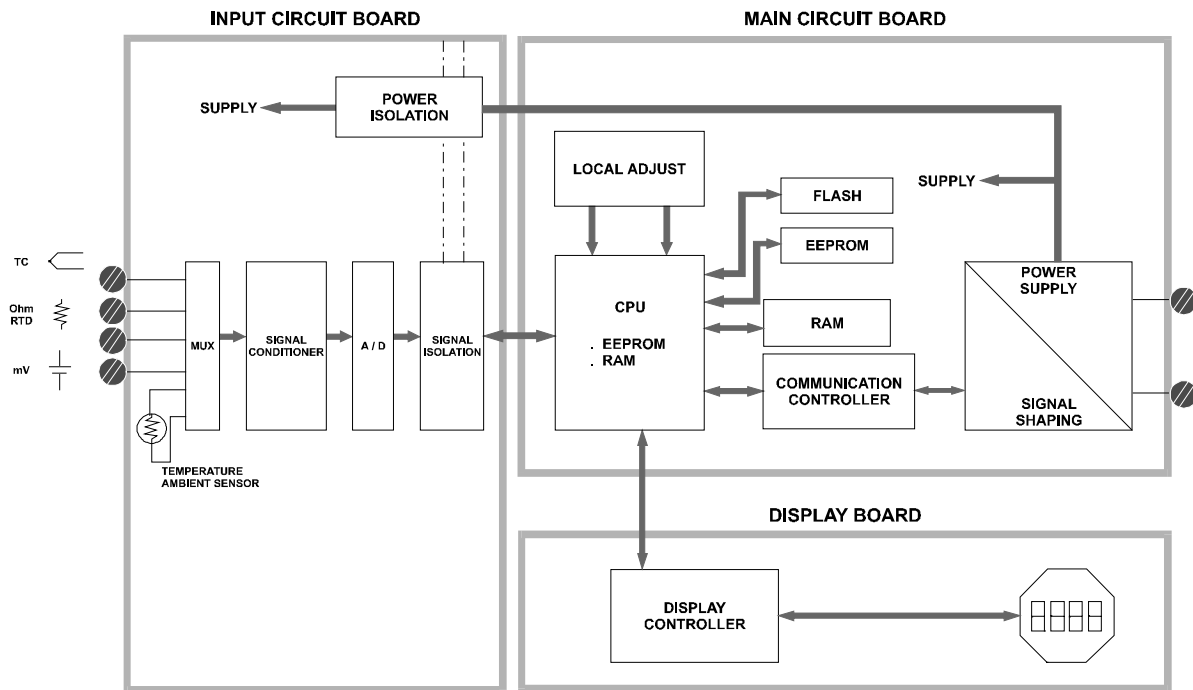 INPUT CIRCUIT BOARD
MAIN CIRCUIT BOARD
SUPPLY
POWER
ISOLATION
LOCAL ADJUST
SUPPLY
FLASH
EEPROM
TC
Ohm
RTD
mV
MUX
SIGNAL
CONDITIONER
A / D
SIGNAL
ISOLATION
CPU
. EEPROM
. RAM
RAM
COMMUNICATION
CONTROLLER
POWER
SUPPLY
SIGNAL
SHAPING
TEMPERATURE
AMBIENT SENSOR
DISPLAY BOARD
DISPLAY
CONTROLLER